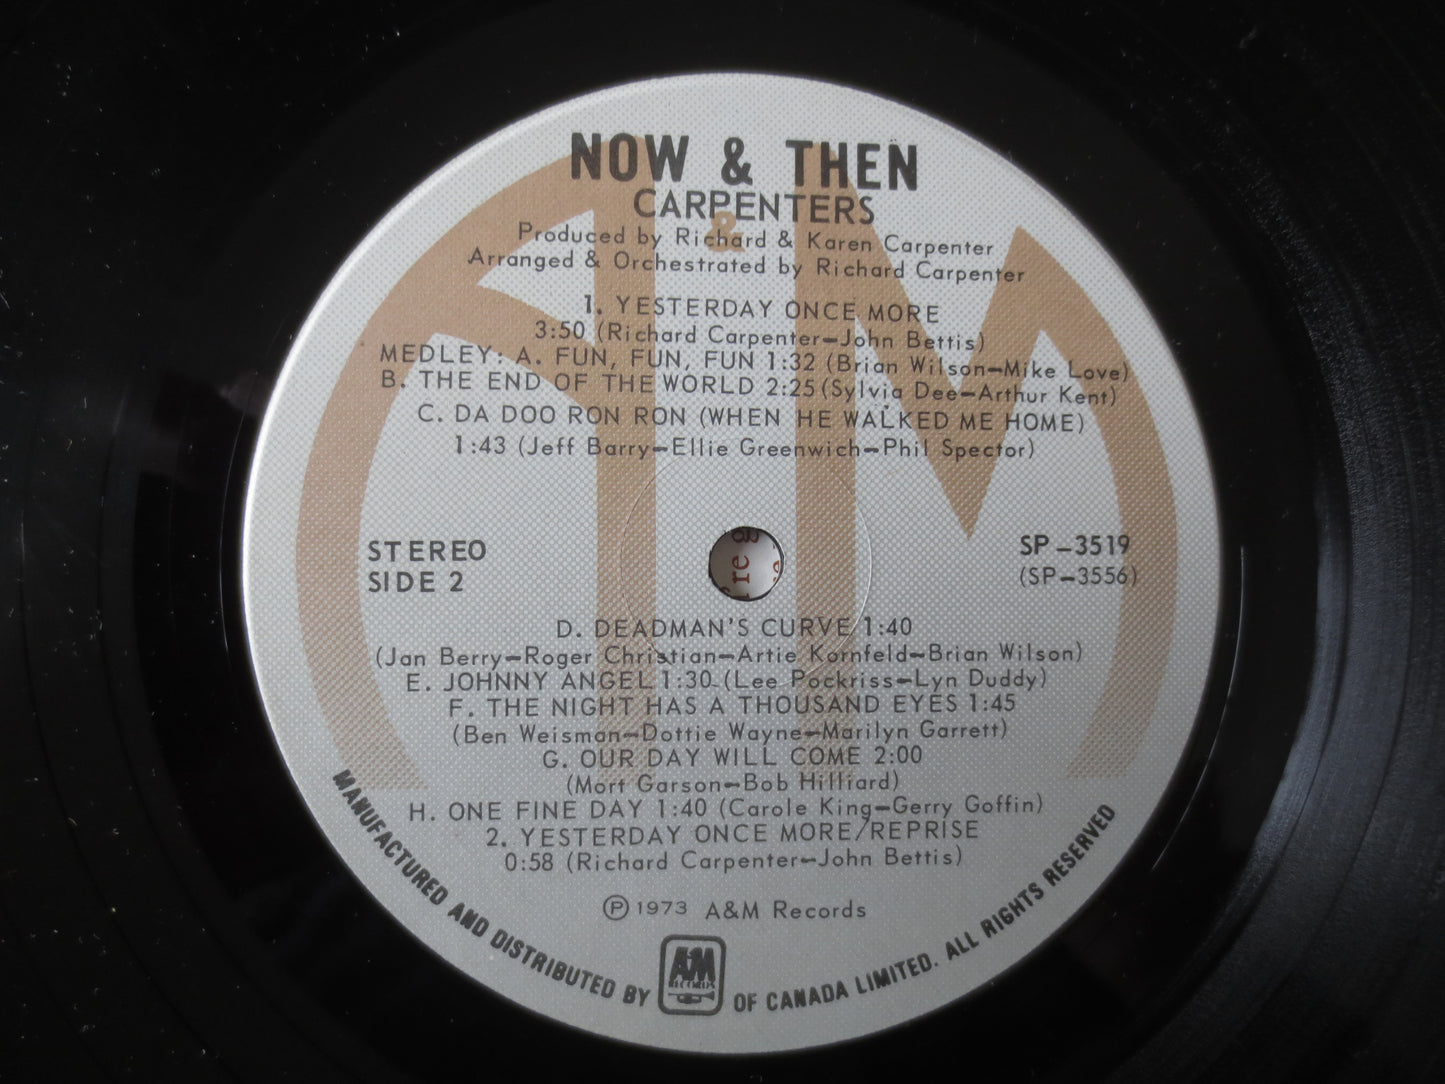 NOW & THEN
CARPENTERS
Produced by Richard & Karen Carpenter
Arranged & Orchestrated by Richard Carpenter
1. YESTERDAY ONCE MORE
3:50 (Richard Carpenter—John Bettis)
MEDLEY: A. FUN, FUN, FUN 1:32 (Brian Wilson—Mike Love)
B. THE END OF THE WORLD 2:25 (Sylvia Dee—Arthur Kent)
C. DA DOO RON RON (WHEN HE WALKED ME HOME)
1:43 (Jeff Barry—Ellie Greenwich—Phil Spector)
STEREO
SIDE 2
SP-3519
(SP-3556)
re g
D. DEADMAN'S CURVE 1:40
(Jan Berry—Roger Christian—Artie Kornfeld—Brian Wilson)
E. JOHNNY ANGEL 1:30 (Lee Pockriss—Lyn Duddy)
F. THE NIGHT HAS A THOUSAND EYES 1:45
(Ben Weisman—Dottie Wayne—Marilyn Garrett)
G. OUR DAY WILL COME 2:00
(Mort Garson—Bob Hilliard)
H. ONE FINE DAY 1:40 (Carole King—Gerry Goffin)
2. YESTERDAY ONCE MORE/REPRISE
0:58 (Richard Carpenter—John Bettis)
Ⓟ 1973 A&M Records
MANUFACTURED AND DISTRIBUTED BY A&M RECORDS OF CANADA LIMITED. ALL RIGHTS RESERVED
A&M